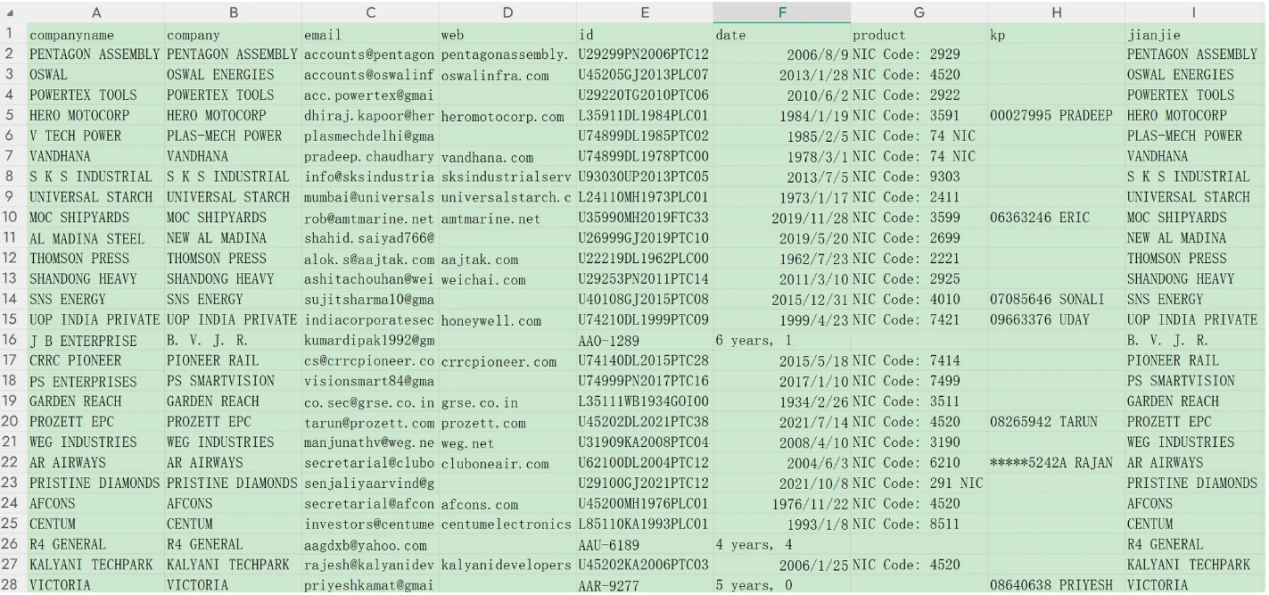 A B C D E F G H I
1 companyname company email web id date product kp jianjie
2 PENTAGON ASSEMBLY PENTAGON ASSEMBLY accounts@pentagon pentagonassembly. U29299PN2006PTC12 2006/8/9 NIC Code: 2929 PENTAGON ASSEMBLY
3 OSWAL OSWAL ENERGIES accounts@oswalinf oswalinfra.com U45205GJ2013PLC07 2013/1/28 NIC Code: 4520 OSWAL ENERGIES
4 POWERTEX TOOLS POWERTEX TOOLS acc.powertex@gmai U29220TG2010PTC06 2010/6/2 NIC Code: 2922 POWERTEX TOOLS
5 HERO MOTOCORP HERO MOTOCORP dhiraj.kapoor@her heromotocorp.com L35911DL1984PLC01 1984/1/19 NIC Code: 3591 00027995 PRADEEP HERO MOTOCORP
6 V TECH POWER PLAS-MECH POWER plasmechdelhi@gma U74899DL1985PTC02 1985/2/5 NIC Code: 74 NIC PLAS-MECH POWER
7 VANDHANA VANDHANA pradeep.chaudhary vandhana.com U74899DL1978PTC00 1978/3/1 NIC Code: 74 NIC VANDHANA
8 S K S INDUSTRIAL S K S INDUSTRIAL info@sksindustria sksindustrialserv U93030UP2013PTC05 2013/7/5 NIC Code: 9303 S K S INDUSTRIAL
9 UNIVERSAL STARCH UNIVERSAL STARCH mumbai@universals universalstarch.c L24110MH1973PLC01 1973/1/17 NIC Code: 2411 UNIVERSAL STARCH
10 MOC SHIPYARDS MOC SHIPYARDS rob@amtmarine.net amtmarine.net U35990MH2019FTC33 2019/11/28 NIC Code: 3599 06363246 ERIC MOC SHIPYARDS
11 AL MADINA STEEL NEW AL MADINA shahid.saiyad766@ U26999GJ2019PTC10 2019/5/20 NIC Code: 2699 NEW AL MADINA
12 THOMSON PRESS THOMSON PRESS alok.s@aajtak.com aajtak.com U22219DL1962PLC00 1962/7/23 NIC Code: 2221 THOMSON PRESS
13 SHANDONG HEAVY SHANDONG HEAVY ashitachouhan@wei weichai.com U29253PN2011PTC14 2011/3/10 NIC Code: 2925 SHANDONG HEAVY
14 SNS ENERGY SNS ENERGY sujitsharma10@gma U40108GJ2015PTC08 2015/12/31 NIC Code: 4010 07085646 SONALI SNS ENERGY
15 UOP INDIA PRIVATE UOP INDIA PRIVATE indiacorporatesec honeywell.com U74210DL1999PTC09 1999/4/23 NIC Code: 7421 09663376 UDAY UOP INDIA PRIVATE
16 J B ENTERPRISE B. V. J. R. kumardipak1992@gm AAO-1289 6 years, 1 B. V. J. R.
17 CRRC PIONEER PIONEER RAIL cs@crrcpioneer.co crrcpioneer.com U74140DL2015PTC28 2015/5/18 NIC Code: 7414 PIONEER RAIL
18 PS ENTERPRISES PS SMARTVISION visionsmart84@gma U74999PN2017PTC16 2017/1/10 NIC Code: 7499 PS SMARTVISION
19 GARDEN REACH GARDEN REACH co.sec@grse.co.in grse.co.in L35111WB1934GOI00 1934/2/26 NIC Code: 3511 GARDEN REACH
20 PROZETT EPC PROZETT EPC tarun@prozett.com prozett.com U45202DL2021PTC38 2021/7/14 NIC Code: 4520 08265942 TARUN PROZETT EPC
21 WEG INDUSTRIES WEG INDUSTRIES manjunathv@weg.ne weg.net U31909KA2008PTC04 2008/4/10 NIC Code: 3190 WEG INDUSTRIES
22 AR AIRWAYS AR AIRWAYS secretarial@clubo cluboneair.com U62100DL2004PTC12 2004/6/3 NIC Code: 6210 *****5242A RAJAN AR AIRWAYS
23 PRISTINE DIAMONDS PRISTINE DIAMONDS senjaliyaarvind@g U29100GJ2021PTC12 2021/10/8 NIC Code: 291 NIC PRISTINE DIAMONDS
24 AFCONS AFCONS secretarial@afcon afcons.com U45200MH1976PLC01 1976/11/22 NIC Code: 4520 AFCONS
25 CENTUM CENTUM investors@centume centumelectronics L85110KA1993PLC01 1993/1/8 NIC Code: 8511 CENTUM
26 R4 GENERAL R4 GENERAL aagdxb@yahoo.com AAU-6189 4 years, 4 R4 GENERAL
27 KALYANI TECHPARK KALYANI TECHPARK rajesh@kalyanidev kalyanidevelopers U45202KA2006PTC03 2006/1/25 NIC Code: 4520 KALYANI TECHPARK
28 VICTORIA VICTORIA priyeshkamat@gmai AAR-9277 5 years, 0 08640638 PRIYESH VICTORIA